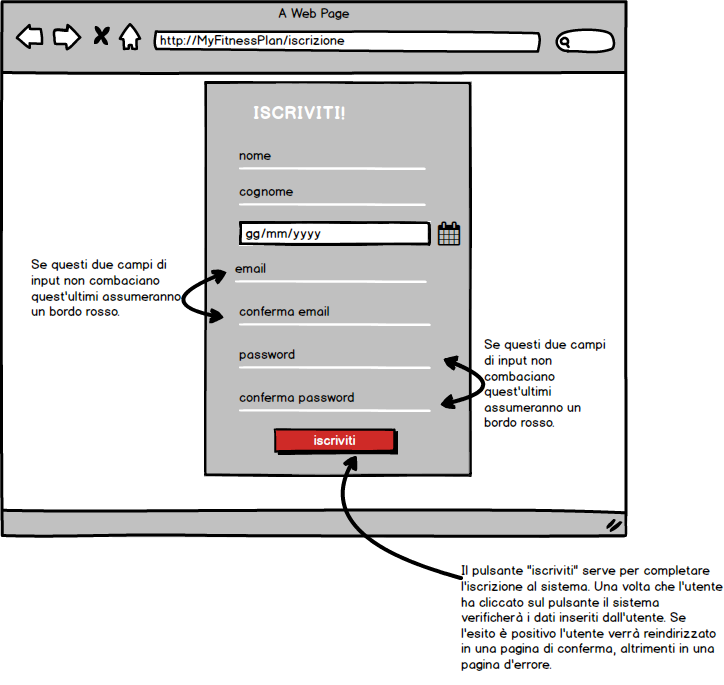 A Web Page
http://MyFitnessPlan/iscrizione
ISCRIVITI!
nome
cognome
gg/mm/yyyy
email
conferma email
password
conferma password
iscriviti
Se questi due campi di
input non combaciano
quest'ultimi assumeranno
un bordo rosso.
Se questi due campi
di input non
combaciano
quest'ultimi
assumeranno un
bordo rosso.
Il pulsante "iscriviti" serve per completare
l'iscrizione al sistema. Una volta che l'utente
ha cliccato sul pulsante il sistema
verificherà i dati inseriti dall'utente. Se
l'esito è positivo l'utente verrà reindirizzato
in una pagina di conferma, altrimenti in una
pagina d'errore.